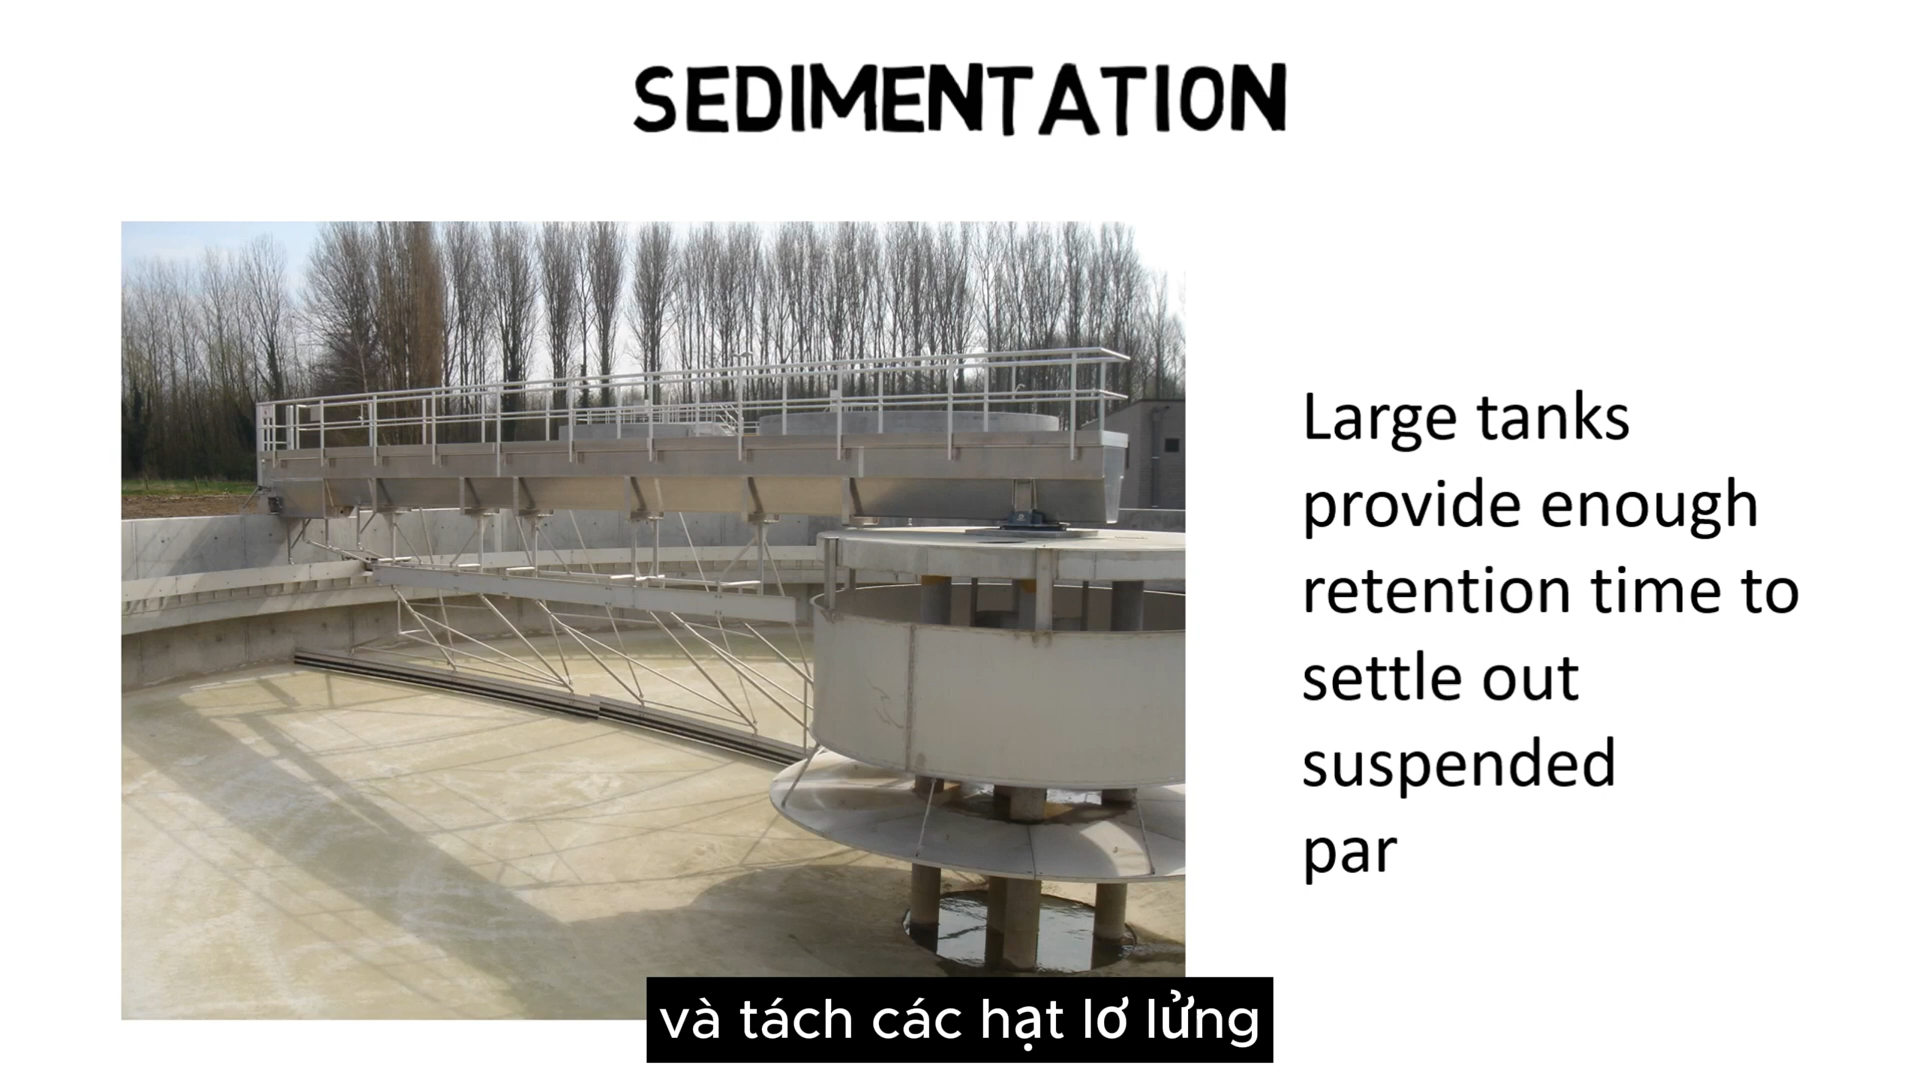 SEDIMENTATION
Large tanks
provide enough
retention time to
settle out
suspended
par
và tách các hạt lơ lửng